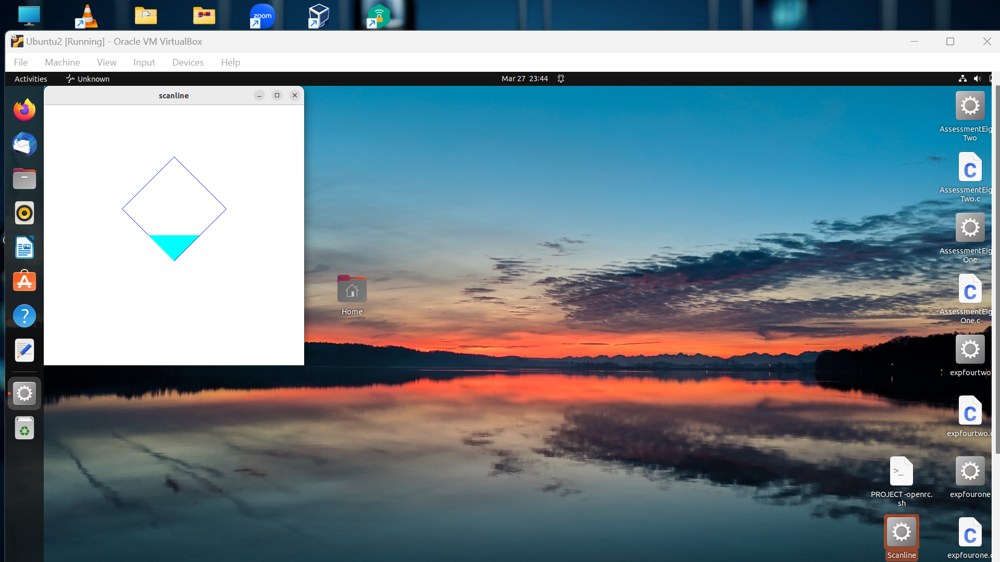 zoom
Ubuntu2 [Running] - Oracle VM VirtualBox
File Machine View Input Devices Help
Activities Unknown Mar 27 23:44
scanline
Home
AssessmentEig
Two
C
AssessmentEig
Two.c
AssessmentEig
One
C
AssessmentEig
One.c
expfourtwo
C
expfourtwo.c
>_
PROJECT -openrc.
sh
expfourone
Scanline
C
expfourone.c